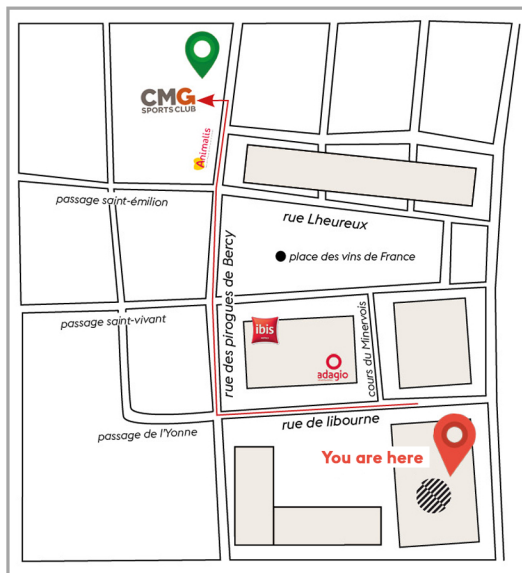 CMG
SPORTS CLUB
Animalis
passage saint-émilion
rue Lheureux
rue des pirogues de Bercy
place des vins de France
passage saint-vivant
ibis
adagio
cours du Minervois
rue de libourne
passage de l'Yonne
You are here